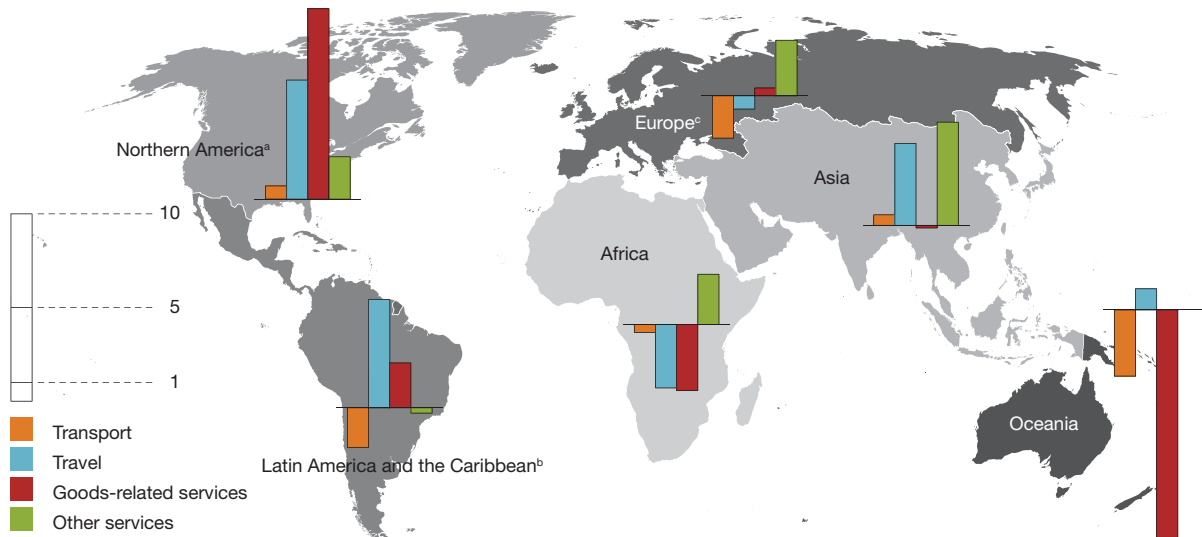 Northern Americaᵃ
Europeᶜ
Asia
Africa
10
5
1
Oceania
Latin America and the Caribbeanᵇ
Transport
Travel
Goods-related services
Other services